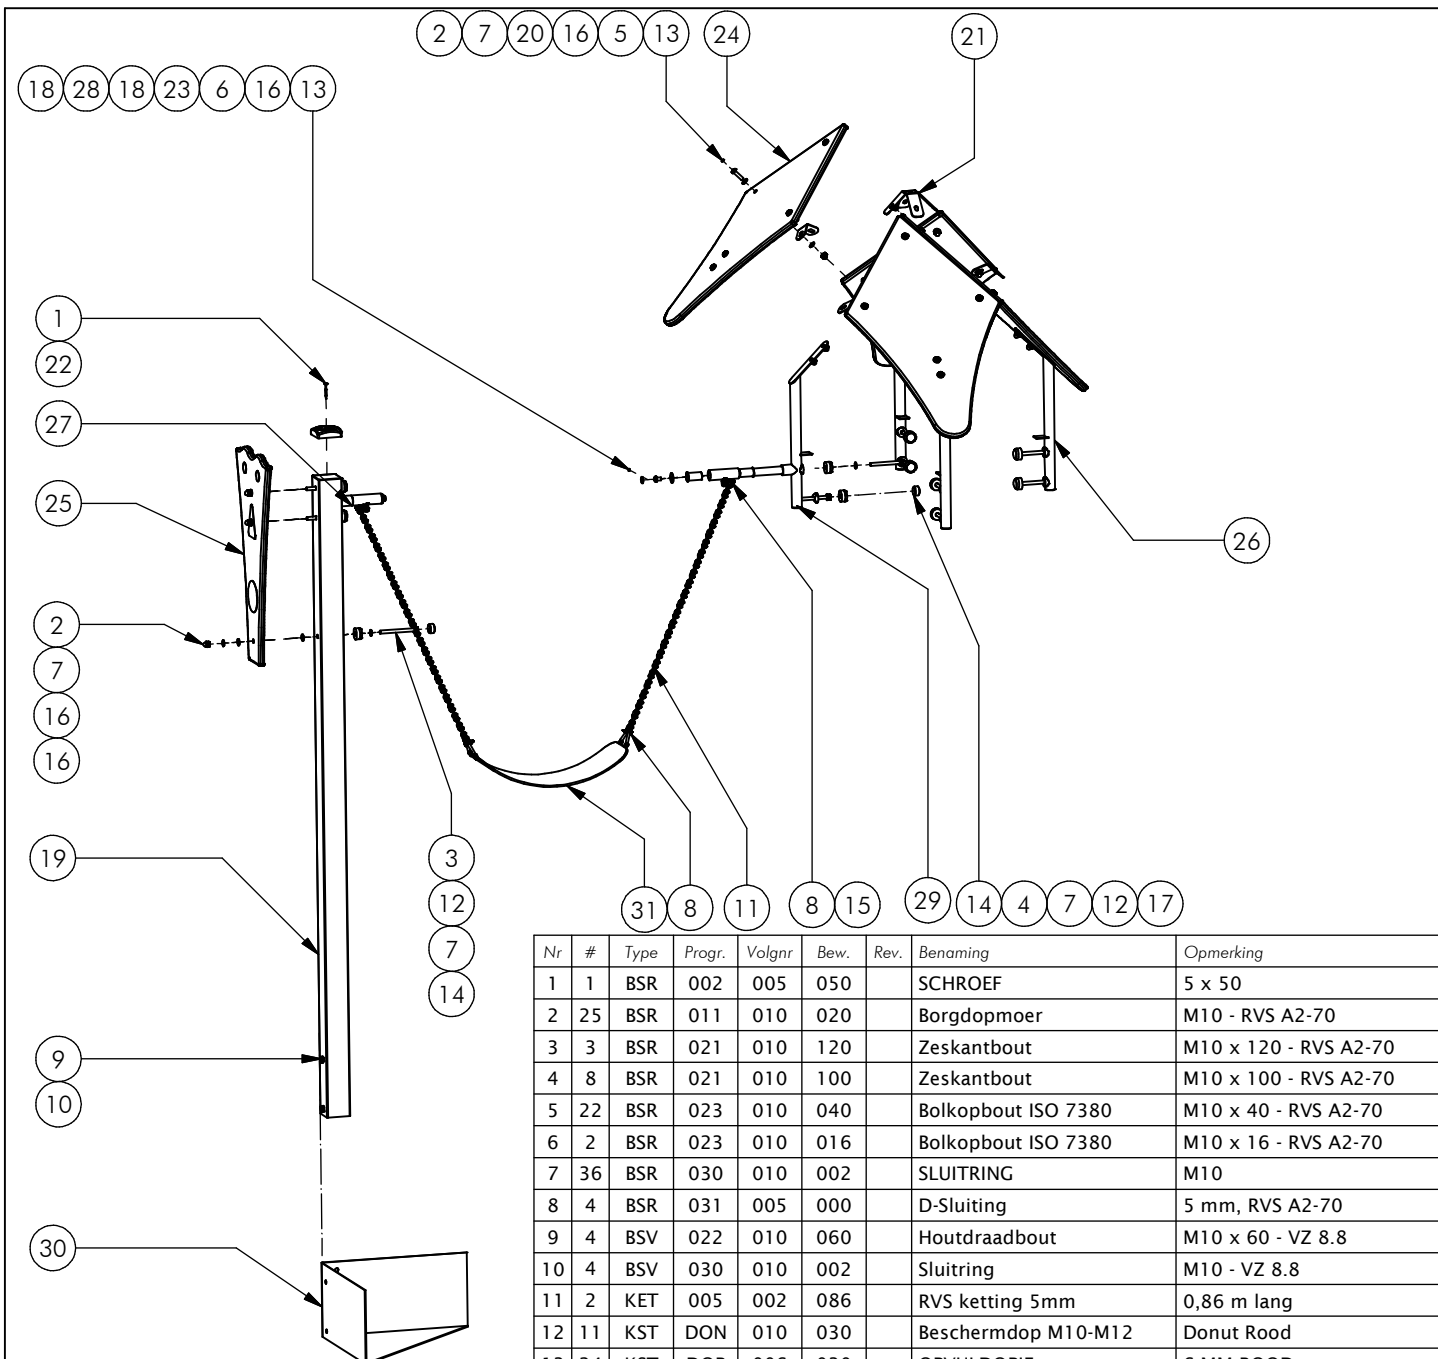 2 7 20 16 5 13 24 21
18 28 18 23 6 16 13
1
22
27
25
26
2
7
16
16
19
3
12
7
14
31 8 11 8 15 29 14 4 7 12 17
9
10
30
Nr # Type Progr. Volgnr Bew. Rev. Benaming Opmerking
1 1 BSR 002 005 050 SCHROEF 5 x 50
2 25 BSR 011 010 020 Borgdopmoer M10 - RVS A2-70
3 3 BSR 021 010 120 Zeskantbout M10 x 120 - RVS A2-70
4 8 BSR 021 010 100 Zeskantbout M10 x 100 - RVS A2-70
5 22 BSR 023 010 040 Bolkopbout ISO 7380 M10 x 40 - RVS A2-70
6 2 BSR 023 010 016 Bolkopbout ISO 7380 M10 x 16 - RVS A2-70
7 36 BSR 030 010 002 SLUITRING M10
8 4 BSR 031 005 000 D-Sluiting 5 mm, RVS A2-70
9 4 BSV 022 010 060 Houtdraadbout M10 x 60 - VZ 8.8
10 4 BSV 030 010 002 Sluitring M10 - VZ 8.8
11 2 KET 005 002 086 RVS ketting 5mm 0,86 m lang
12 11 KST DON 010 030 Beschermdop M10-M12 Donut Rood